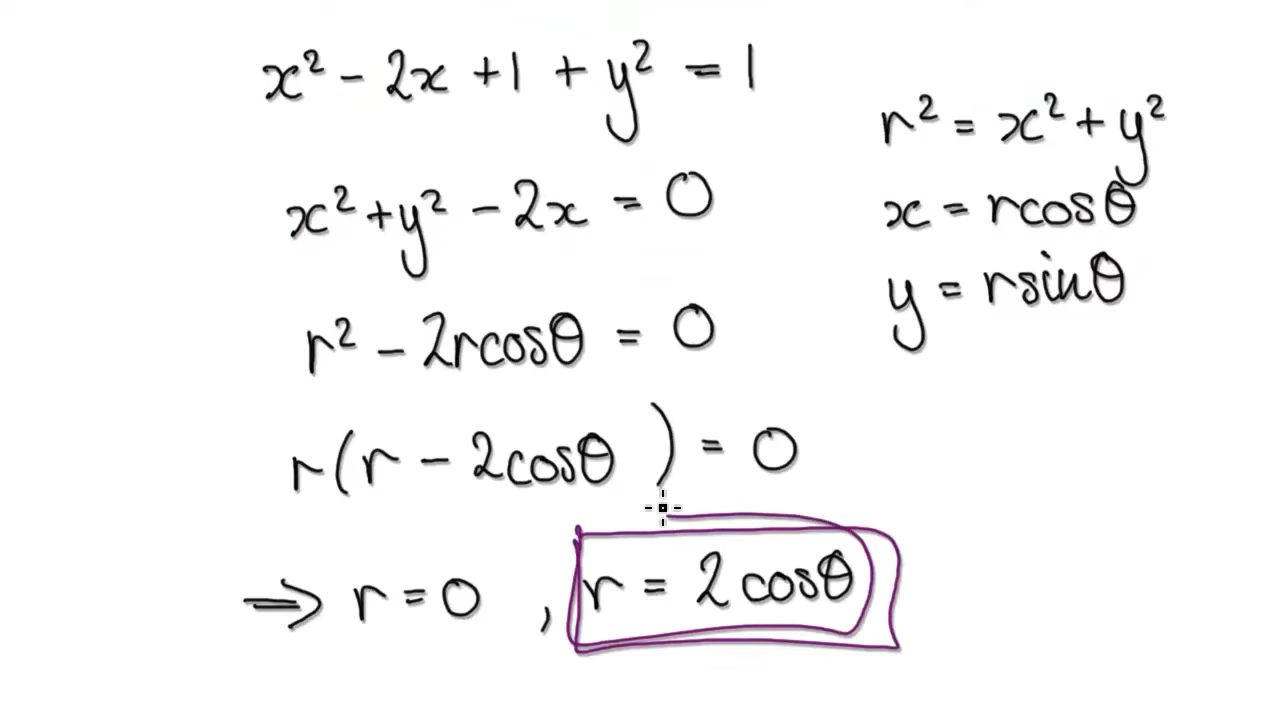 x² - 2x + 1 + y² = 1
x² + y² - 2x = 0
r² - 2rcosθ = 0
r(r - 2cosθ) = 0
⇒ r = 0 , r = 2cosθ
r² = x² + y²
x = rcosθ
y = rsinθ